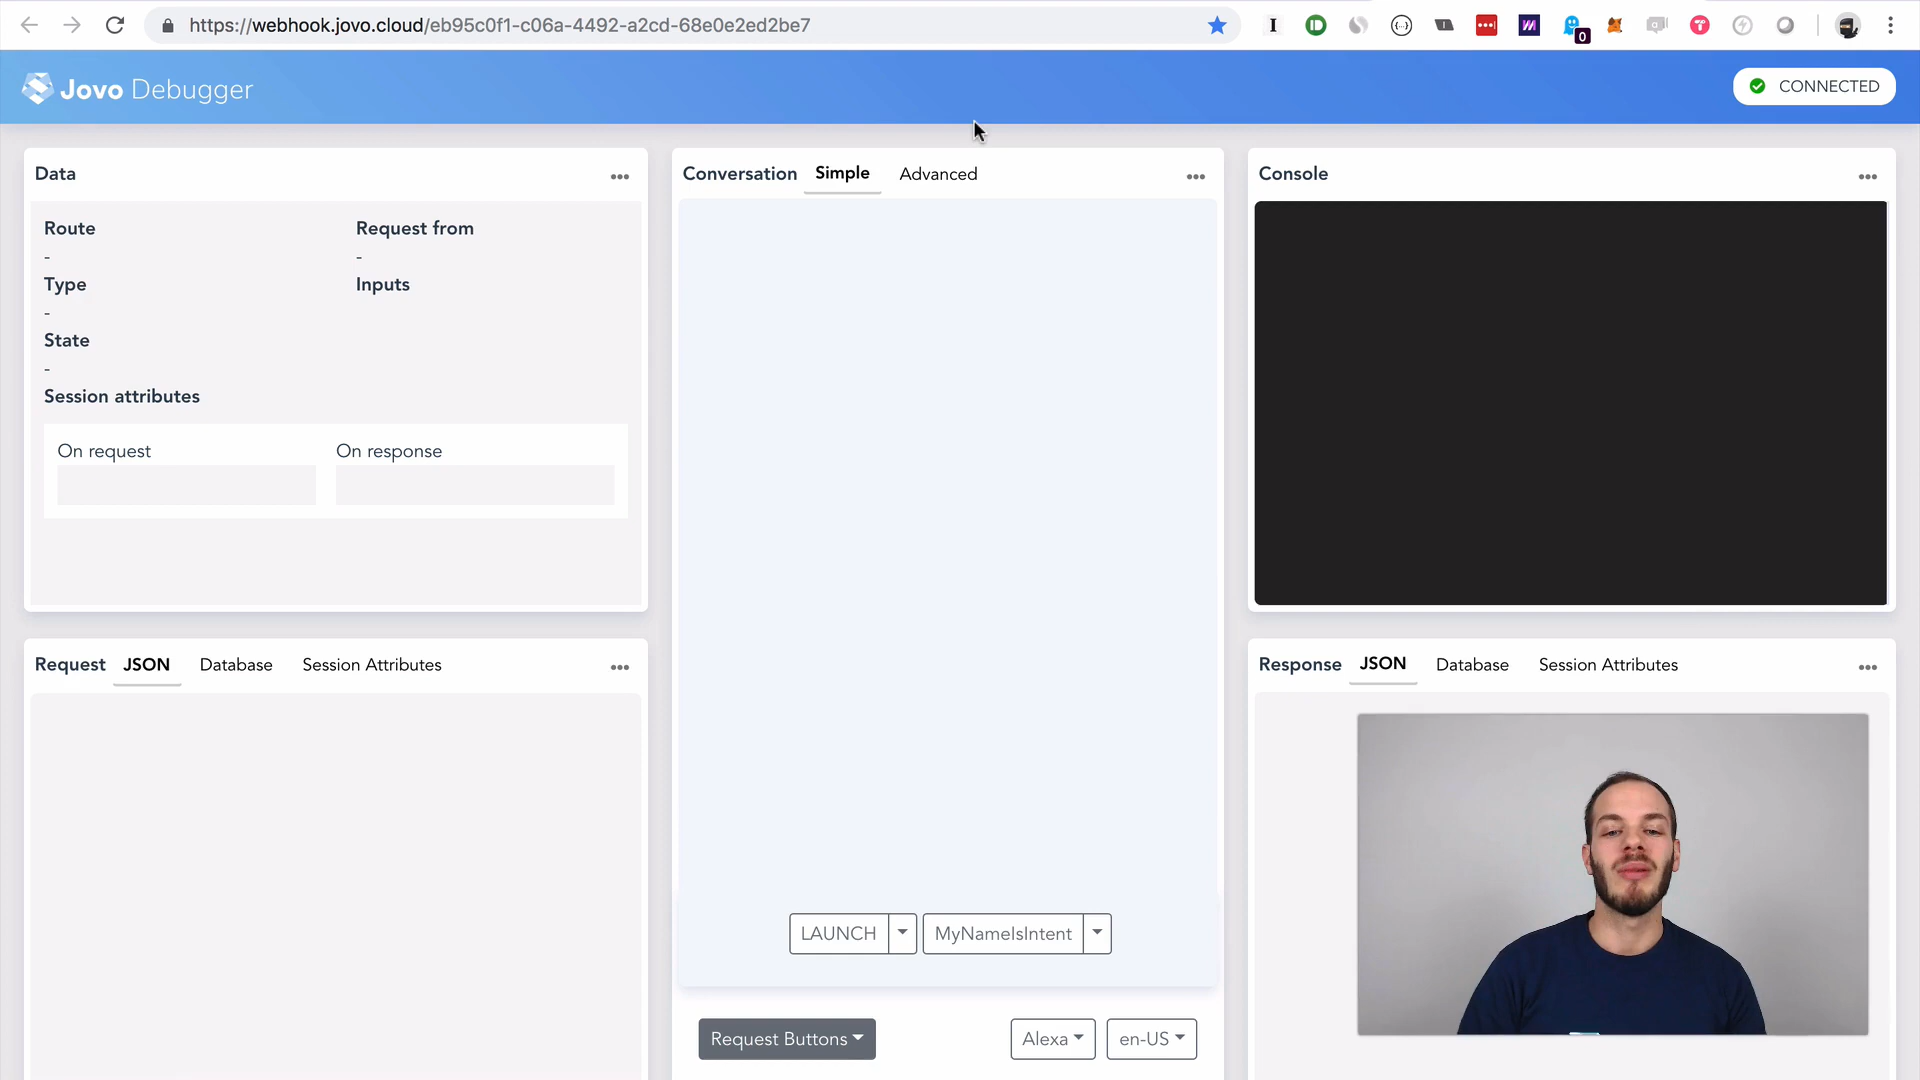 https://webhook.jovo.cloud/eb95c0f1-c06a-4492-a2cd-68e0e2ed2be7
0
Jovo Debugger
CONNECTED
Data
Route
-
Request from
-
Type
-
Inputs
State
-
Session attributes
On request
On response
Conversation Simple Advanced
LAUNCH
MyNameIsIntent
Request Buttons
Alexa
en-US
Console
Request JSON Database Session Attributes
Response JSON Database Session Attributes